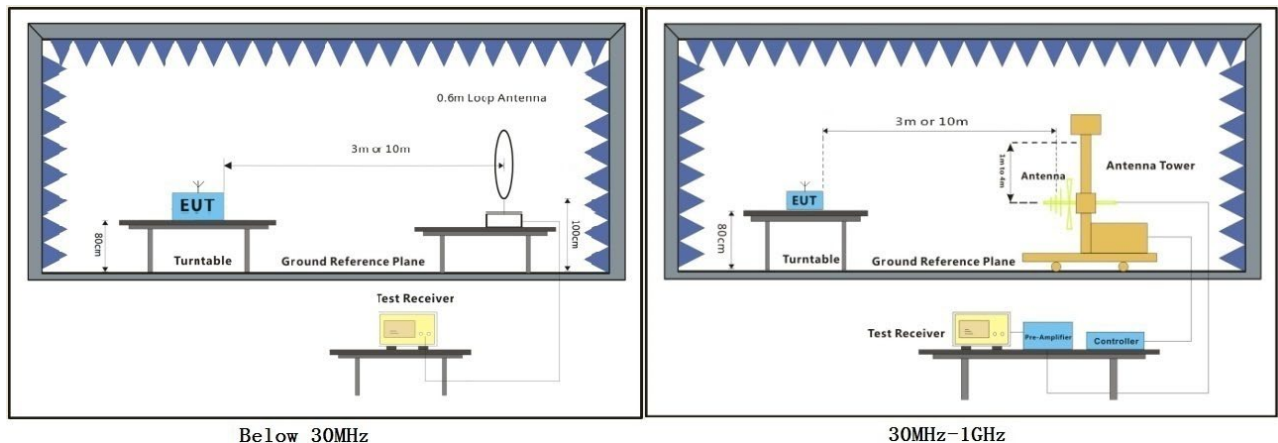 0.6m Loop Antenna
3m or 10m
EUT
80cm
100cm
Turntable
Ground Reference Plane
Test Receiver
Below 30MHz
3m or 10m
1m to 4m
Antenna
Antenna Tower
EUT
80cm
Turntable
Ground Reference Plane
Test Receiver
Pre-Amplifier
Controller
30MHz-1GHz